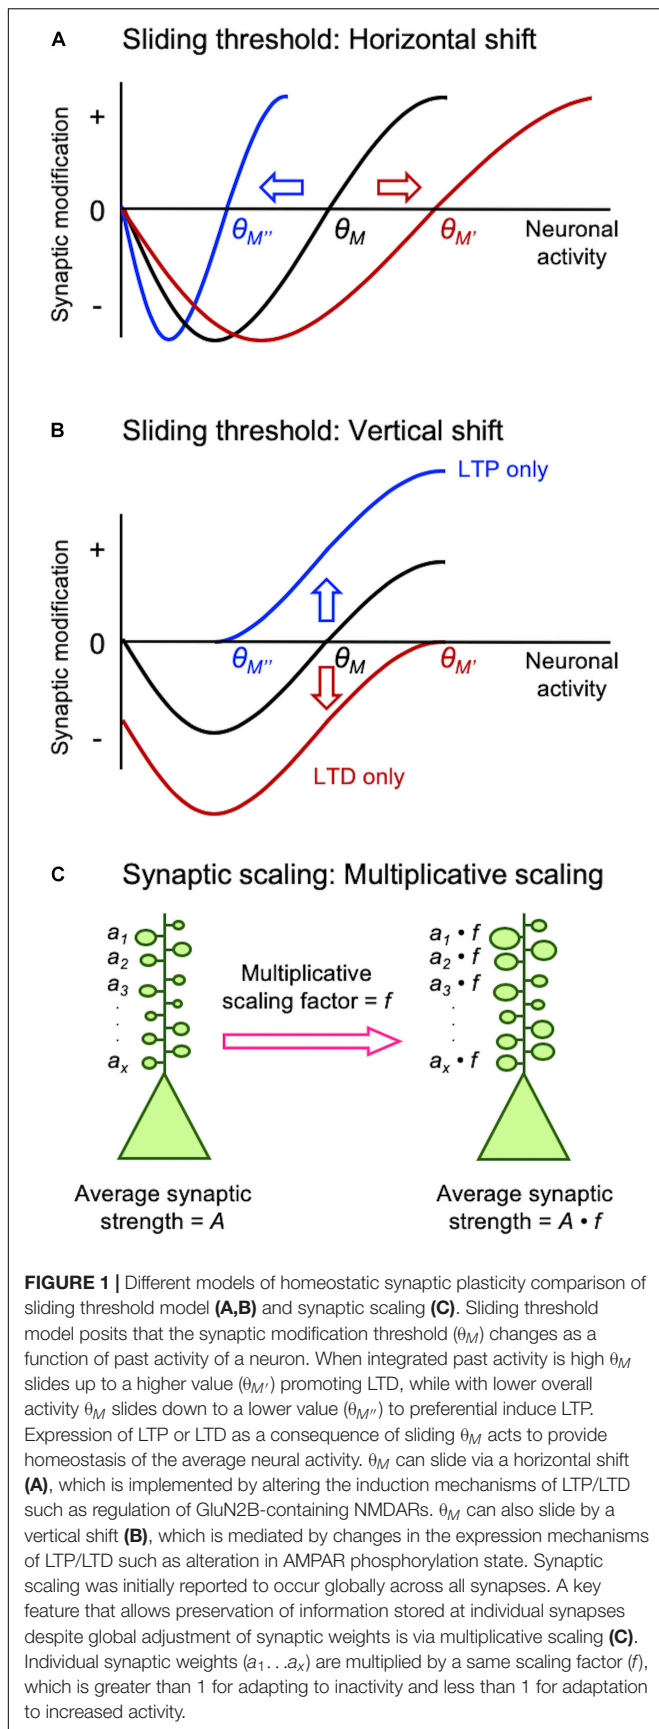 A Sliding threshold: Horizontal shift
Synaptic modification
+
0
-
θM'' θM θM' Neuronal
activity
B Sliding threshold: Vertical shift
LTP only
Synaptic modification
+
0
-
θM'' θM θM' Neuronal
activity
LTD only
C Synaptic scaling: Multiplicative scaling
a1
a2
a3
.
.
.
ax
Multiplicative
scaling factor = f
a1 • f
a2 • f
a3 • f
.
.
.
ax • f
Average synaptic
strength = A
Average synaptic
strength = A • f
FIGURE 1 | Different models of homeostatic synaptic plasticity comparison of
sliding threshold model (A,B) and synaptic scaling (C). Sliding threshold
model posits that the synaptic modification threshold (θM) changes as a
function of past activity of a neuron. When integrated past activity is high θM
slides up to a higher value (θM') promoting LTD, while with lower overall
activity θM slides down to a lower value (θM'') to preferential induce LTP.
Expression of LTP or LTD as a consequence of sliding θM acts to provide
homeostasis of the average neural activity. θM can slide via a horizontal shift
(A), which is implemented by altering the induction mechanisms of LTP/LTD
such as regulation of GluN2B-containing NMDARs. θM can also slide by a
vertical shift (B), which is mediated by changes in the expression mechanisms
of LTP/LTD such as alteration in AMPAR phosphorylation state. Synaptic
scaling was initially reported to occur globally across all synapses. A key
feature that allows preservation of information stored at individual synapses
despite global adjustment of synaptic weights is via multiplicative scaling (C).
Individual synaptic weights (a1...ax) are multiplied by a same scaling factor (f),
which is greater than 1 for adapting to inactivity and less than 1 for adaptation
to increased activity.